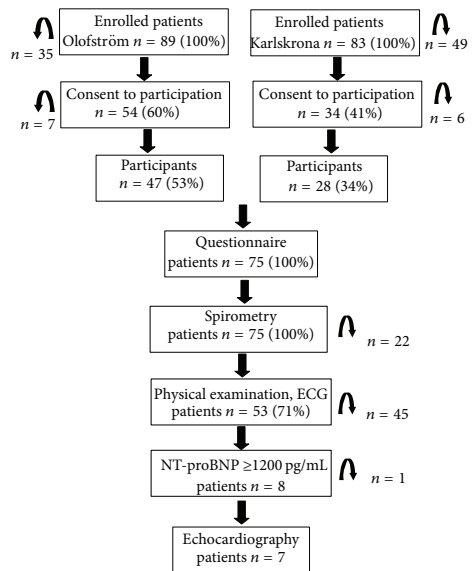 Enrolled patients
Olofström n = 89 (100%)
n = 35
Enrolled patients
Karlskrona n = 83 (100%)
n = 49
Consent to participation
n = 54 (60%)
n = 7
Consent to participation
n = 34 (41%)
n = 6
Participants
n = 47 (53%)
Participants
n = 28 (34%)
Questionnaire
patients n = 75 (100%)
Spirometry
patients n = 75 (100%)
n = 22
Physical examination, ECG
patients n = 53 (71%)
n = 45
NT-proBNP ≥1200 pg/mL
patients n = 8
n = 1
Echocardiography
patients n = 7